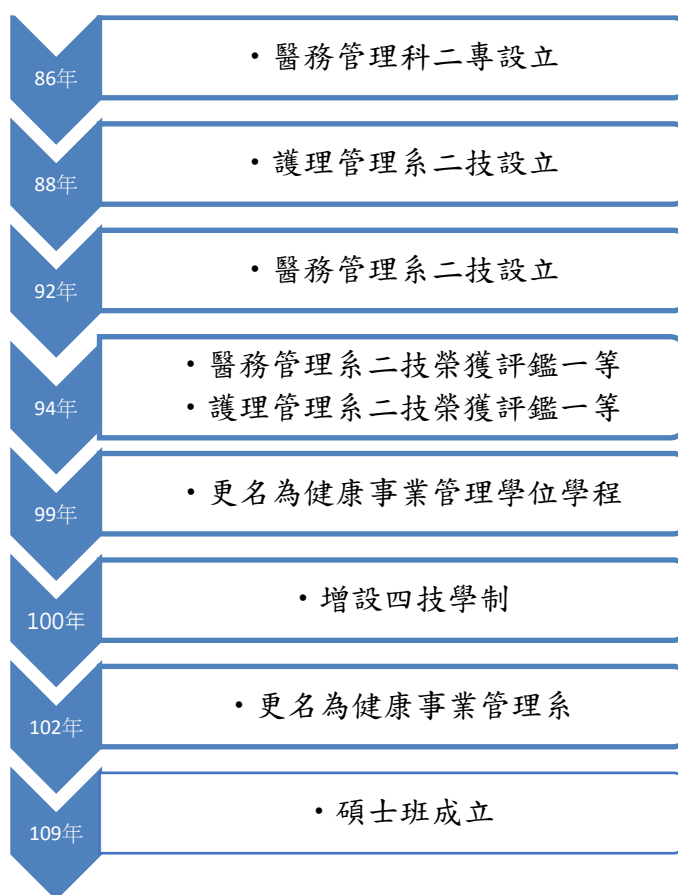 86年
・醫務管理科二專設立
88年
・護理管理系二技設立
92年
・醫務管理系二技設立
94年
・醫務管理系二技榮獲評鑑一等
・護理管理系二技榮獲評鑑一等
99年
・更名為健康事業管理學位學程
100年
・增設四技學制
102年
・更名為健康事業管理系
109年
・碩士班成立